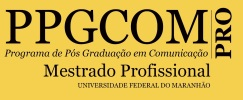 PPGCOM PRO
Programa de Pós Graduação em Comunicação
Mestrado Profissional
UNIVERSIDADE FEDERAL DO MARANHÃO